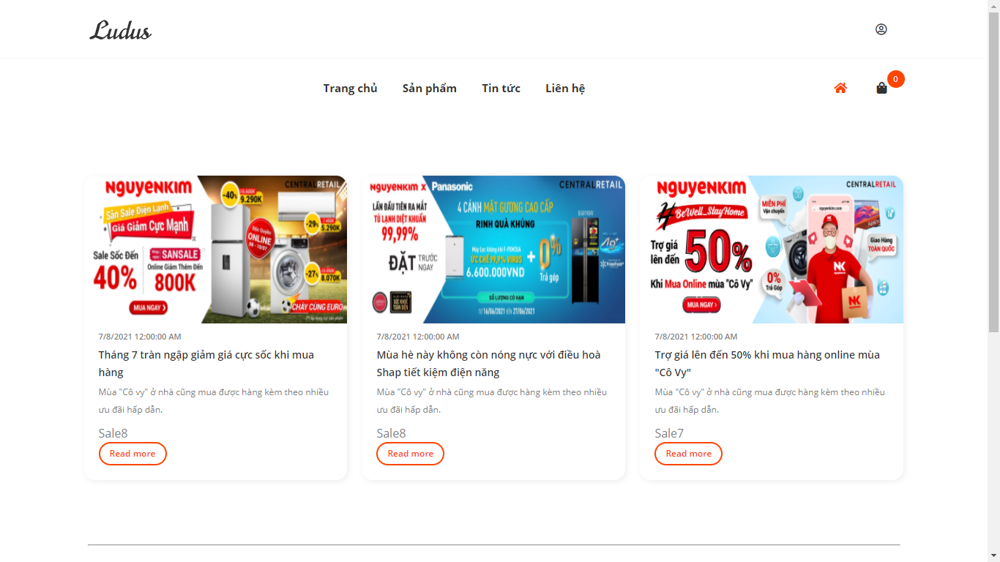 Ludus
Trang chủ Sản phẩm Tin tức Liên hệ
0
NGUYENKIM
CENTRALRETAIL
Săn Sale Điện Lạnh
Giá Giảm Cực Mạnh
Sale Sốc Đến
40%
SANSALE
Online Giảm Thêm Đến
800K
MUA NGAY
-40%
9.290K
Độc Quyền
ONLINE
-29%
5.290K
-27%
8.070K
CHÁY CÙNG EURO
NGUYENKIM X Panasonic
CENTRALRETAIL
LẦN ĐẦU TIÊN RA MẮT
TỦ LẠNH DIỆT KHUẨN
99,99%
ĐẶT TRƯỚC NGAY
4 CÁNH MẶT GƯƠNG CAO CẤP
RINH QUÀ KHỦNG
Máy Lọc không khí F-PXM35A
ỨC CHẾ 99,9% VIRUS
6.600.000VND
+
0%
Trả góp
SỐ LƯỢNG CÓ HẠN
TỪ 16/06/2021 ĐẾN 27/06/2021
Ag+
NGUYENKIM
CENTRALRETAIL
#BeWell_StayHome
Trợ giá
lên đến
50%
Khi Mua Online mùa "Cô Vy"
MUA NGAY
MIỄN PHÍ
Vận chuyển
nguyenkim.com
Giao Hàng
TOÀN QUỐC
0%
Trả Góp
NK
NK
7/8/2021 12:00:00 AM
Tháng 7 tràn ngập giảm giá cực sốc khi mua
hàng
Mùa "Cô vy" ở nhà cũng mua được hàng kèm theo nhiều
ưu đãi hấp dẫn.
Sale8
Read more
7/8/2021 12:00:00 AM
Mùa hè này không còn nóng nực với điều hoà
Shap tiết kiệm điện năng
Mùa "Cô vy" ở nhà cũng mua được hàng kèm theo nhiều
ưu đãi hấp dẫn.
Sale8
Read more
7/8/2021 12:00:00 AM
Trợ giá lên đến 50% khi mua hàng online mùa
"Cô Vy"
Mùa "Cô vy" ở nhà cũng mua được hàng kèm theo nhiều
ưu đãi hấp dẫn.
Sale7
Read more